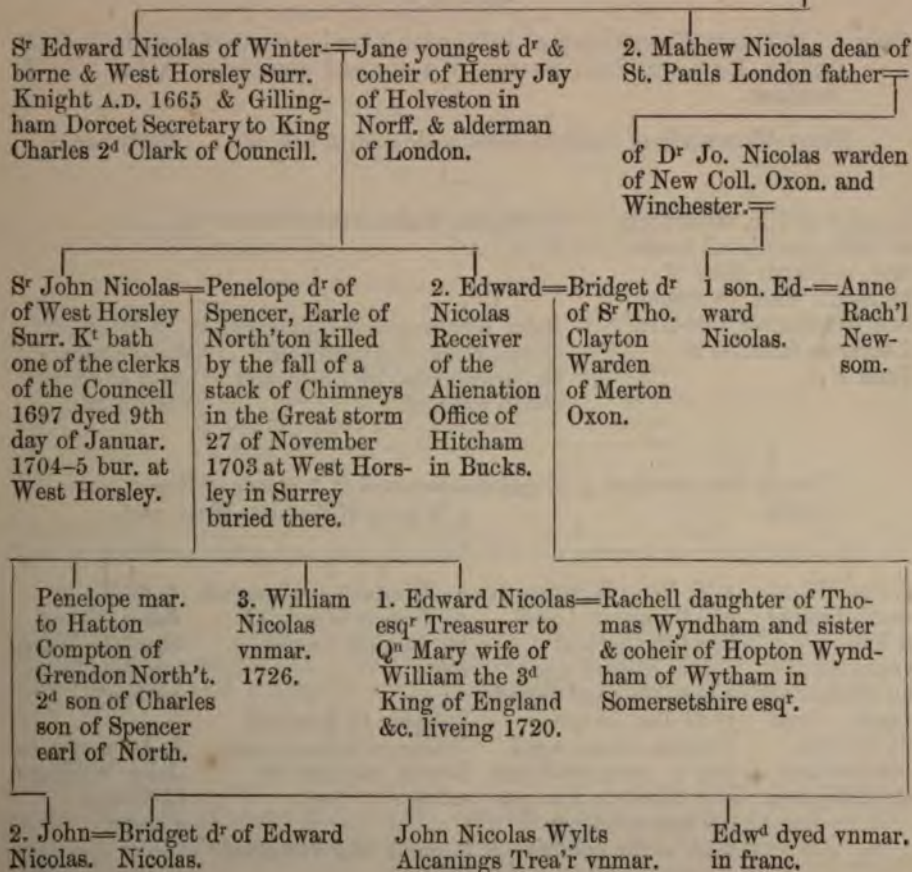 Sʳ Edward Nicolas of Winter-
borne & West Horsley Surr.
Knight A.D. 1665 & Gilling-
ham Dorcet Secretary to King
Charles 2ᵈ Clark of Councill.
Jane youngest dʳ &
coheir of Henry Jay
of Holveston in
Norff. & alderman
of London.
2. Mathew Nicolas dean of
St. Pauls London father
of Dʳ Jo. Nicolas warden
of New Coll. Oxon. and
Winchester.
Sʳ John Nicolas
of West Horsley
Surr. Kᵗ bath
one of the clerks
of the Councell
1697 dyed 9th
day of Januar.
1704–5 bur. at
West Horsley.
Penelope dʳ of
Spencer, Earle of
North'ton killed
by the fall of a
stack of Chimneys
in the Great storm
27 of November
1703 at West Hors-
ley in Surrey
buried there.
2. Edward
Nicolas
Receiver
of the
Alienation
Office of
Hitcham
in Bucks.
Bridget dʳ
of Sʳ Tho.
Clayton
Warden
of Merton
Oxon.
1 son. Ed-
ward
Nicolas.
Anne
Rach'l
New-
som.
Penelope mar.
to Hatton
Compton of
Grendon North't.
2ᵈ son of Charles
son of Spencer
earl of North.
3. William
Nicolas
vnmar.
1726.
1. Edward Nicolas
esqʳ Treasurer to
Qⁿ Mary wife of
William the 3ᵈ
King of England
&c. liveing 1720.
Rachell daughter of Tho-
mas Wyndham and sister
& coheir of Hopton Wynd-
ham of Wytham in
Somersetshire esqʳ.
2. John
Nicolas.
Bridget dʳ of Edward
Nicolas.
John Nicolas Wylts
Alcanings Trea'r vnmar.
Edwᵈ dyed vnmar.
in franc.